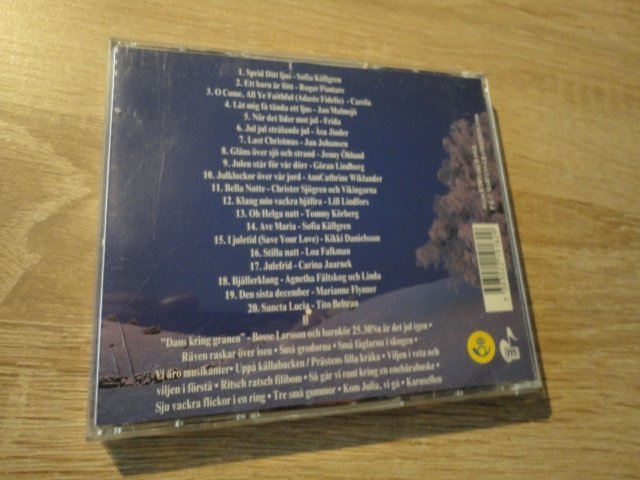 1. Sprid Ditt ljus - Sofia Källgren
2. Ett barn är fött - Roger Pontare
3. O Come, All Ye Faithful (Adaste Fidelis) - Carola
4. Låt mig få tända ett ljus - Jan Malmsjö
5. När det lider mot jul - Frida
6. Jul jul strålande jul - Åsa Jinder
7. Last Christmas - Jan Johansen
8. Gläns över sjö och strand - Jenny Öhlund
9. Julen står för vår dörr - Göran Lindberg
10. Julklockor över vår jord - AnnCathrine Wiklander
11. Bella Notte - Christer Sjögren och Vikingarna
12. Klang min vackra bjällra - Lill Lindfors
13. Oh Helga natt - Tommy Körberg
14. Ave Maria - Sofia Källgren
15. I juletid (Save Your Love) - Kikki Danielsson
16. Stilla natt - Loa Falkman
17. Julefrid - Carina Jaarnek
18. Bjällerklang - Agnetha Fältskog och Linda
19. Den sista december - Marianne Flynner
20. Sancta Lucia - Tito Beltran
"Dans kring granen" - Bosse Larsson och barnkör 25.30Nu är det jul igen •
Räven raskar över isen • Små grodorna • Små fåglarna i skogen •
Vi äro musikanter • Uppå källabacken / Prästens lilla kråka • Viljen i veta och
viljen i förstå • Ritsch ratsch filibom • Så går vi runt kring en enebärabuske •
Sju vackra flickor i en ring • Tre små gummor • Kom Julia, vi gå • Karusellen